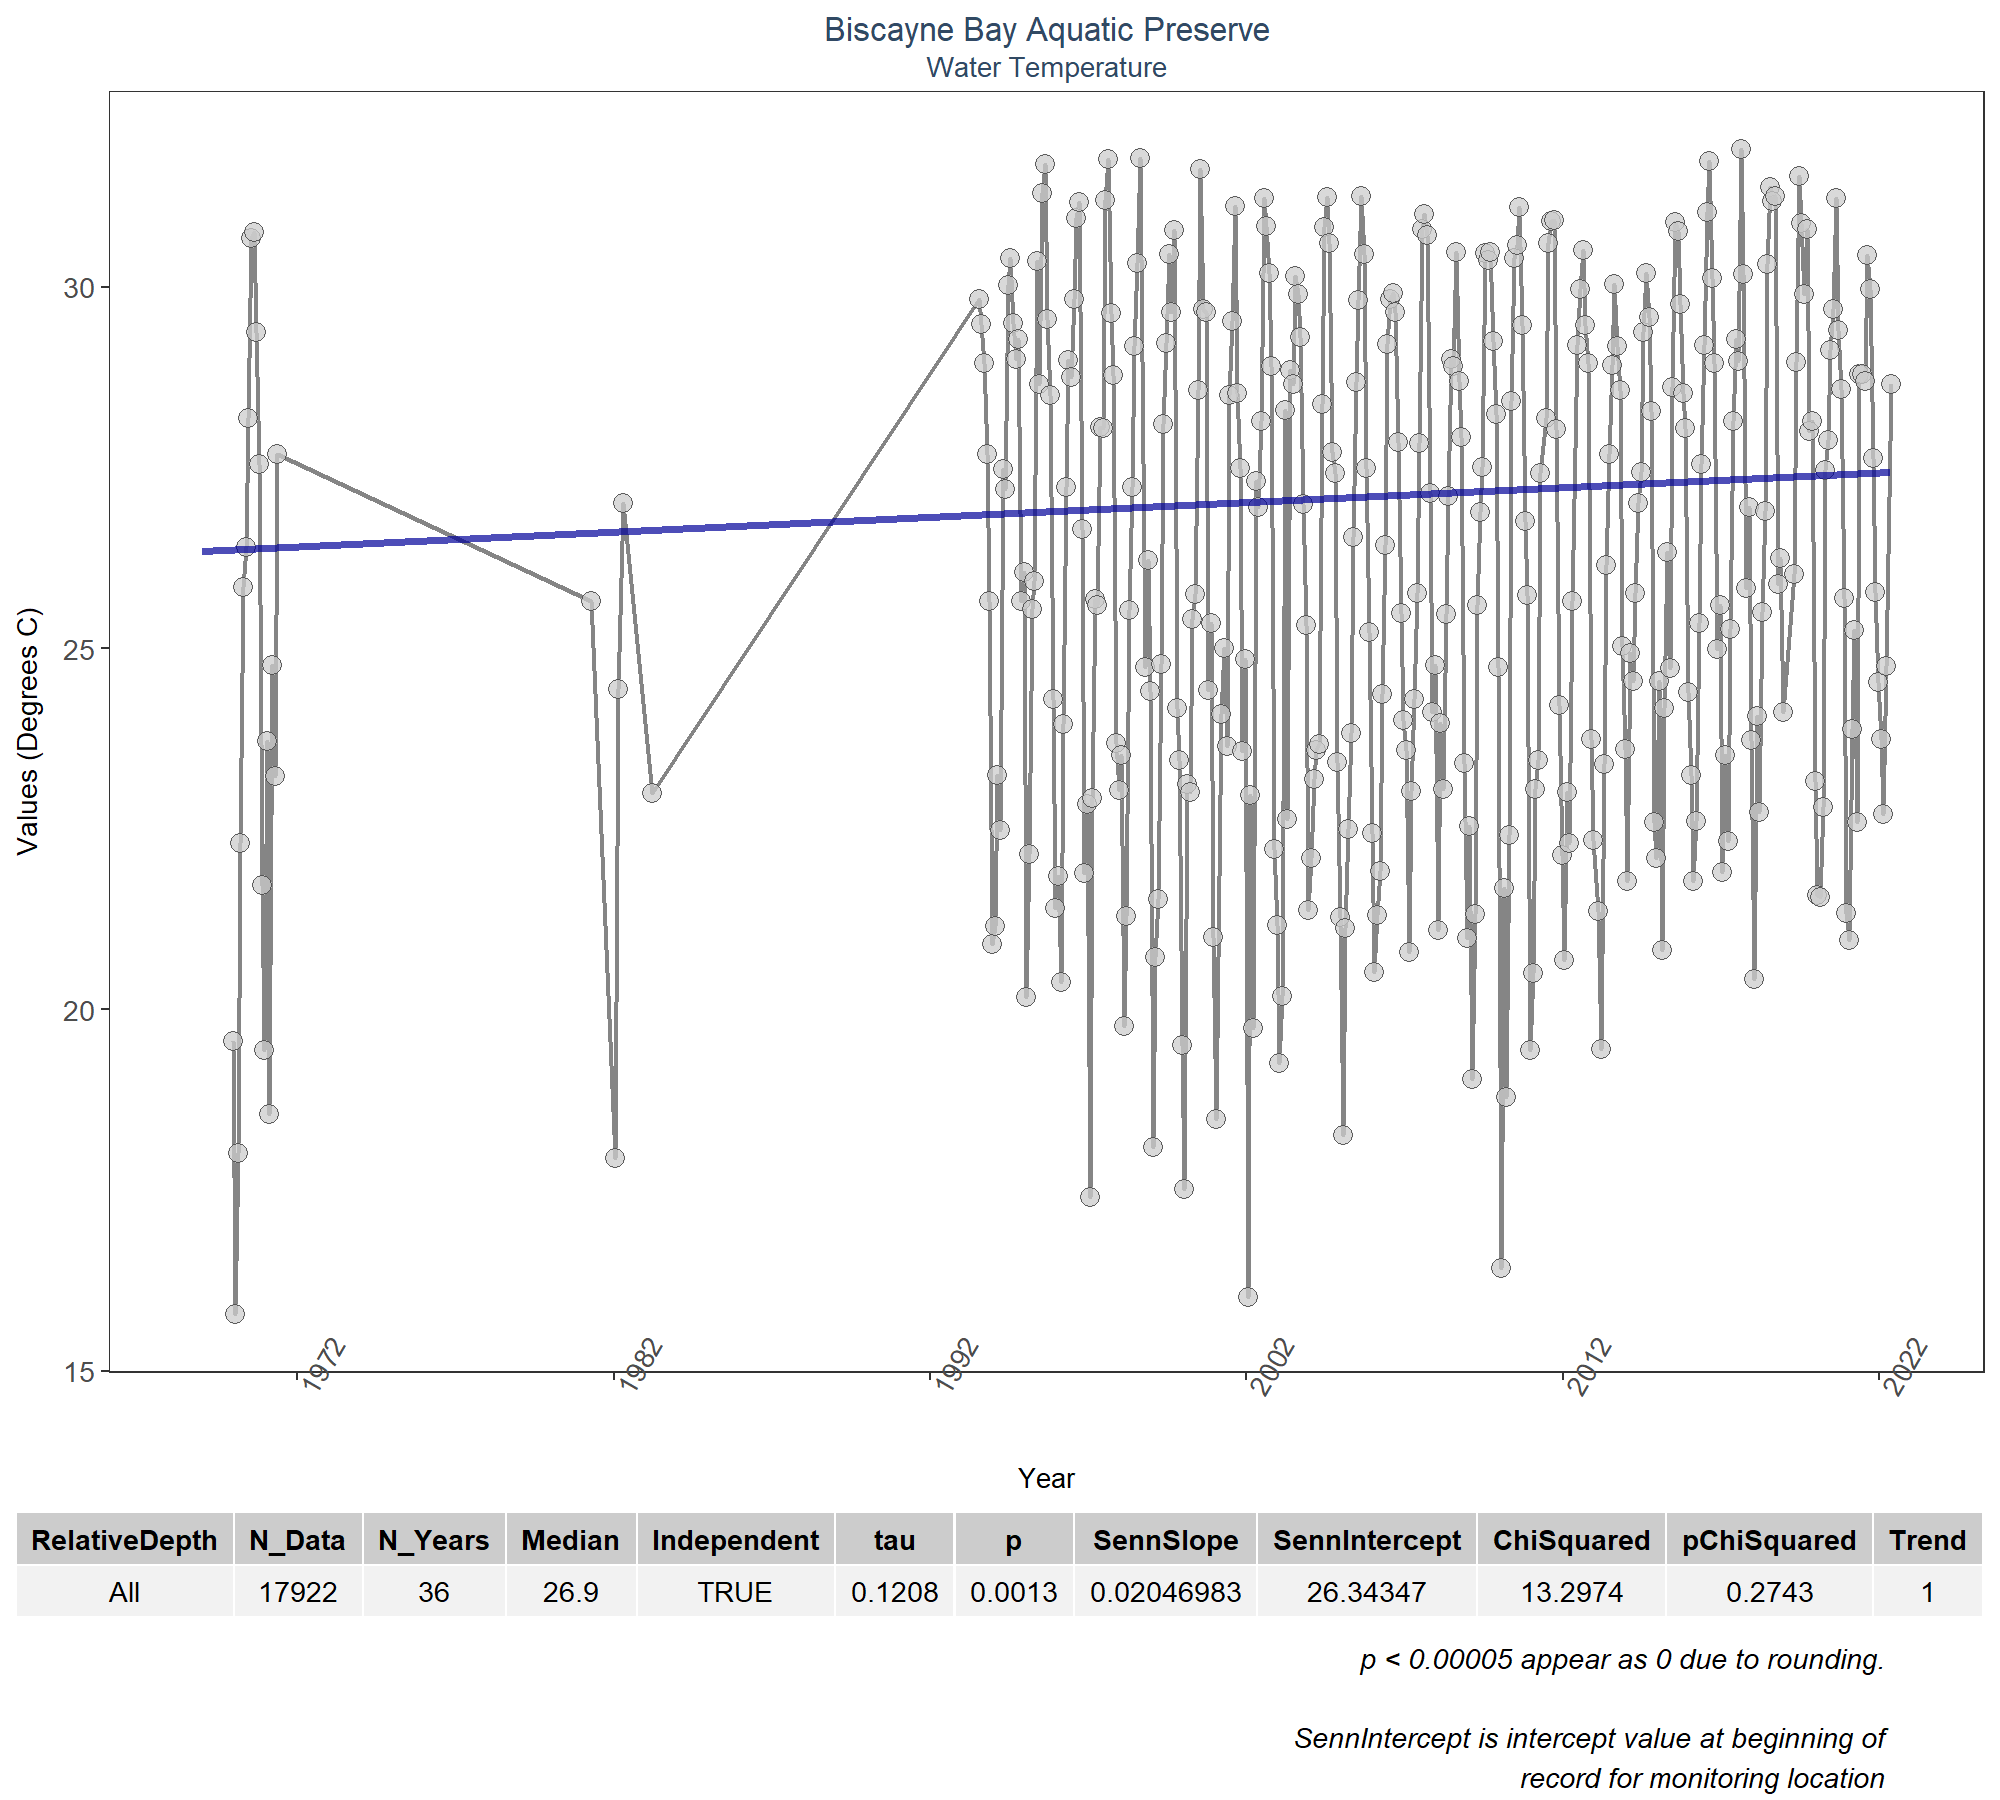 Biscayne Bay Aquatic Preserve
Water Temperature
Values (Degrees C)
30
25
20
15
1972 1982 1992 2002 2012 2022
Year
RelativeDepth N_Data N_Years Median Independent tau p SennSlope SennIntercept ChiSquared pChiSquared Trend
All 17922 36 26.9 TRUE 0.1208 0.0013 0.02046983 26.34347 13.2974 0.2743 1
p < 0.00005 appear as 0 due to rounding.
SennIntercept is intercept value at beginning of
record for monitoring location